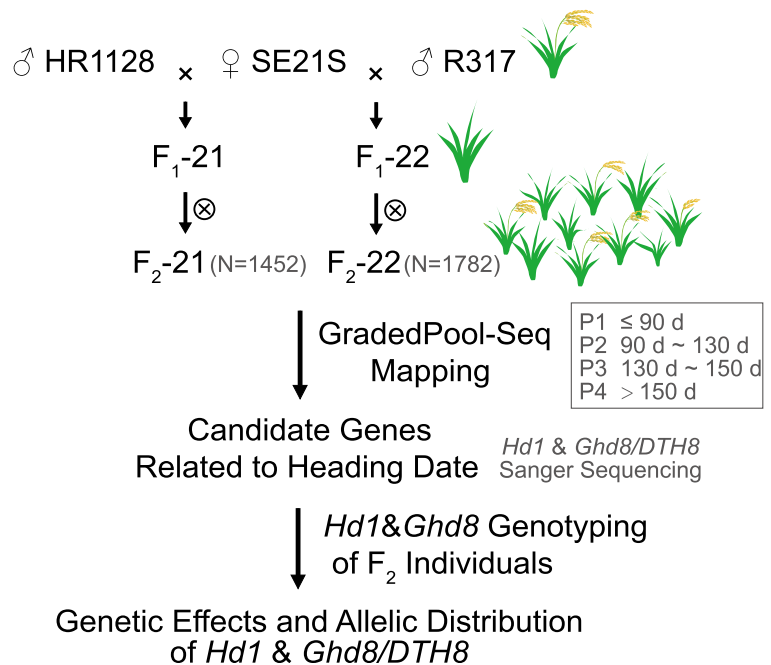 ♂ HR1128 × ♀ SE21S × ♂ R317
F1-21 F1-22
⊗ ⊗
F2-21 (N=1452) F2-22 (N=1782)
GradedPool-Seq
Mapping
P1 ≤ 90 d
P2 90 d ~ 130 d
P3 130 d ~ 150 d
P4 > 150 d
Candidate Genes
Related to Heading Date
Hd1 & Ghd8/DTH8
Sanger Sequencing
Hd1&Ghd8 Genotyping
of F2 Individuals
Genetic Effects and Allelic Distribution
of Hd1 & Ghd8/DTH8